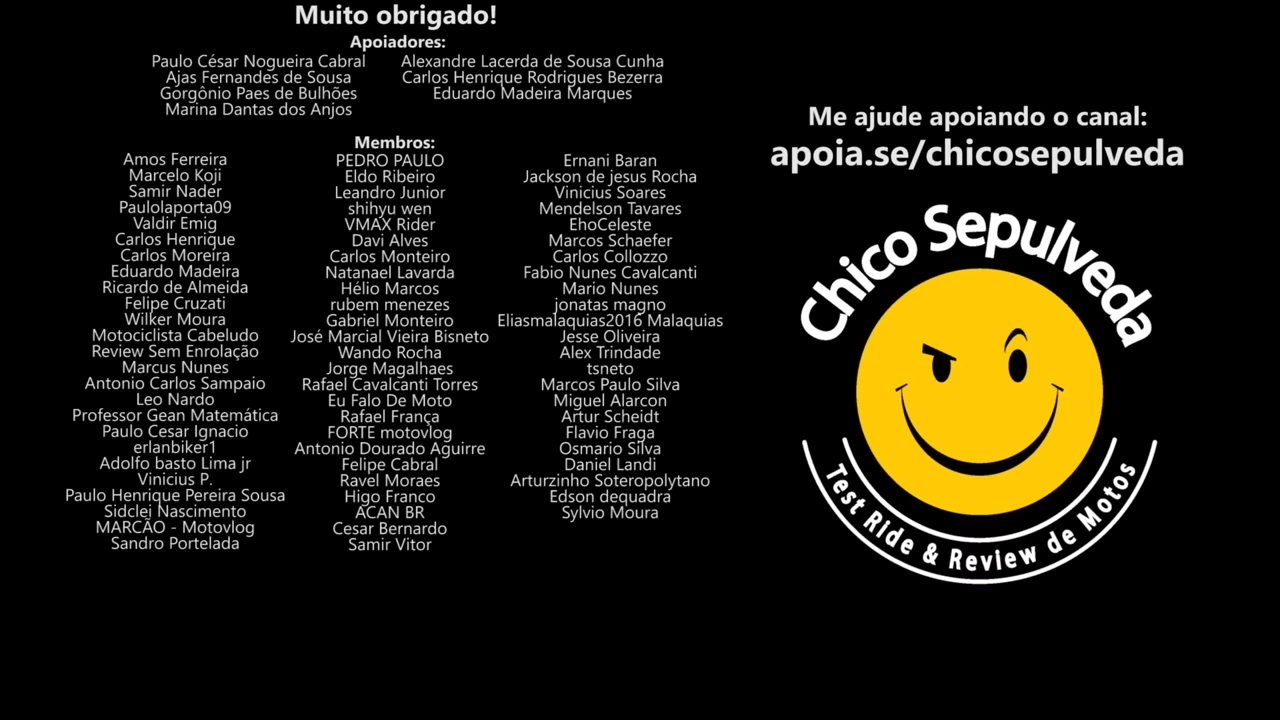 Muito obrigado!
Apoiadores:
Paulo César Nogueira Cabral
Ajas Fernandes de Sousa
Gorgônio Paes de Bulhões
Marina Dantas dos Anjos
Alexandre Lacerda de Sousa Cunha
Carlos Henrique Rodrigues Bezerra
Eduardo Madeira Marques
Membros:
Amos Ferreira
Marcelo Koji
Samir Nader
Paulolaporta09
Valdir Emig
Carlos Henrique
Carlos Moreira
Eduardo Madeira
Ricardo de Almeida
Felipe Cruzati
Wilker Moura
Motociclista Cabeludo
Review Sem Enrolação
Marcus Nunes
Antonio Carlos Sampaio
Leo Nardo
Professor Gean Matemática
Paulo Cesar Ignacio
erlanbiker1
Adolfo basto Lima jr
Vinicius P.
Paulo Henrique Pereira Sousa
Sidclei Nascimento
MARCÃO - Motovlog
Sandro Portelada
PEDRO PAULO
Eldo Ribeiro
Leandro Junior
shihyu wen
VMAX Rider
Davi Alves
Carlos Monteiro
Natanael Lavarda
Hélio Marcos
rubem menezes
Gabriel Monteiro
José Marcial Vieira Bisneto
Wando Rocha
Jorge Magalhaes
Rafael Cavalcanti Torres
Eu Falo De Moto
Rafael França
FORTE motovlog
Antonio Dourado Aguirre
Felipe Cabral
Ravel Moraes
Higo Franco
ACAN BR
Cesar Bernardo
Samir Vitor
Ernani Baran
Jackson de jesus Rocha
Vinicius Soares
Mendelson Tavares
EhoCeleste
Marcos Schaefer
Carlos Collozzo
Fabio Nunes Cavalcanti
Mario Nunes
jonatas magno
Eliasmalaquias2016 Malaquias
Jesse Oliveira
Alex Trindade
tsneto
Marcos Paulo Silva
Miguel Alarcon
Artur Scheidt
Flavio Fraga
Osmario Silva
Daniel Landi
Arturzinho Soteropolytano
Edson dequadra
Sylvio Moura
Me ajude apoiando o canal:
apoia.se/chicosepulveda
Chico Sepulveda
Test Ride & Review de Motos